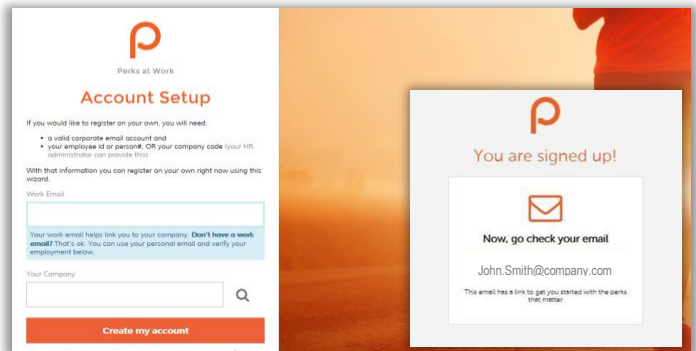 Perks at Work
Account Setup
If you would like to register on your own, you will need:
• a valid corporate email account and
• your employee id or person#, OR your company code (your HR
administrator can provide this)
With that information you can register on your own right now using this
wizard.
Work Email
Your work email helps link you to your company. Don't have a work
email? That's ok. You can use your personal email and verify your
employment below.
Your Company
Create my account
You are signed up!
Now, go check your email
John.Smith@company.com
This email has a link to get you started with the perks
that matter